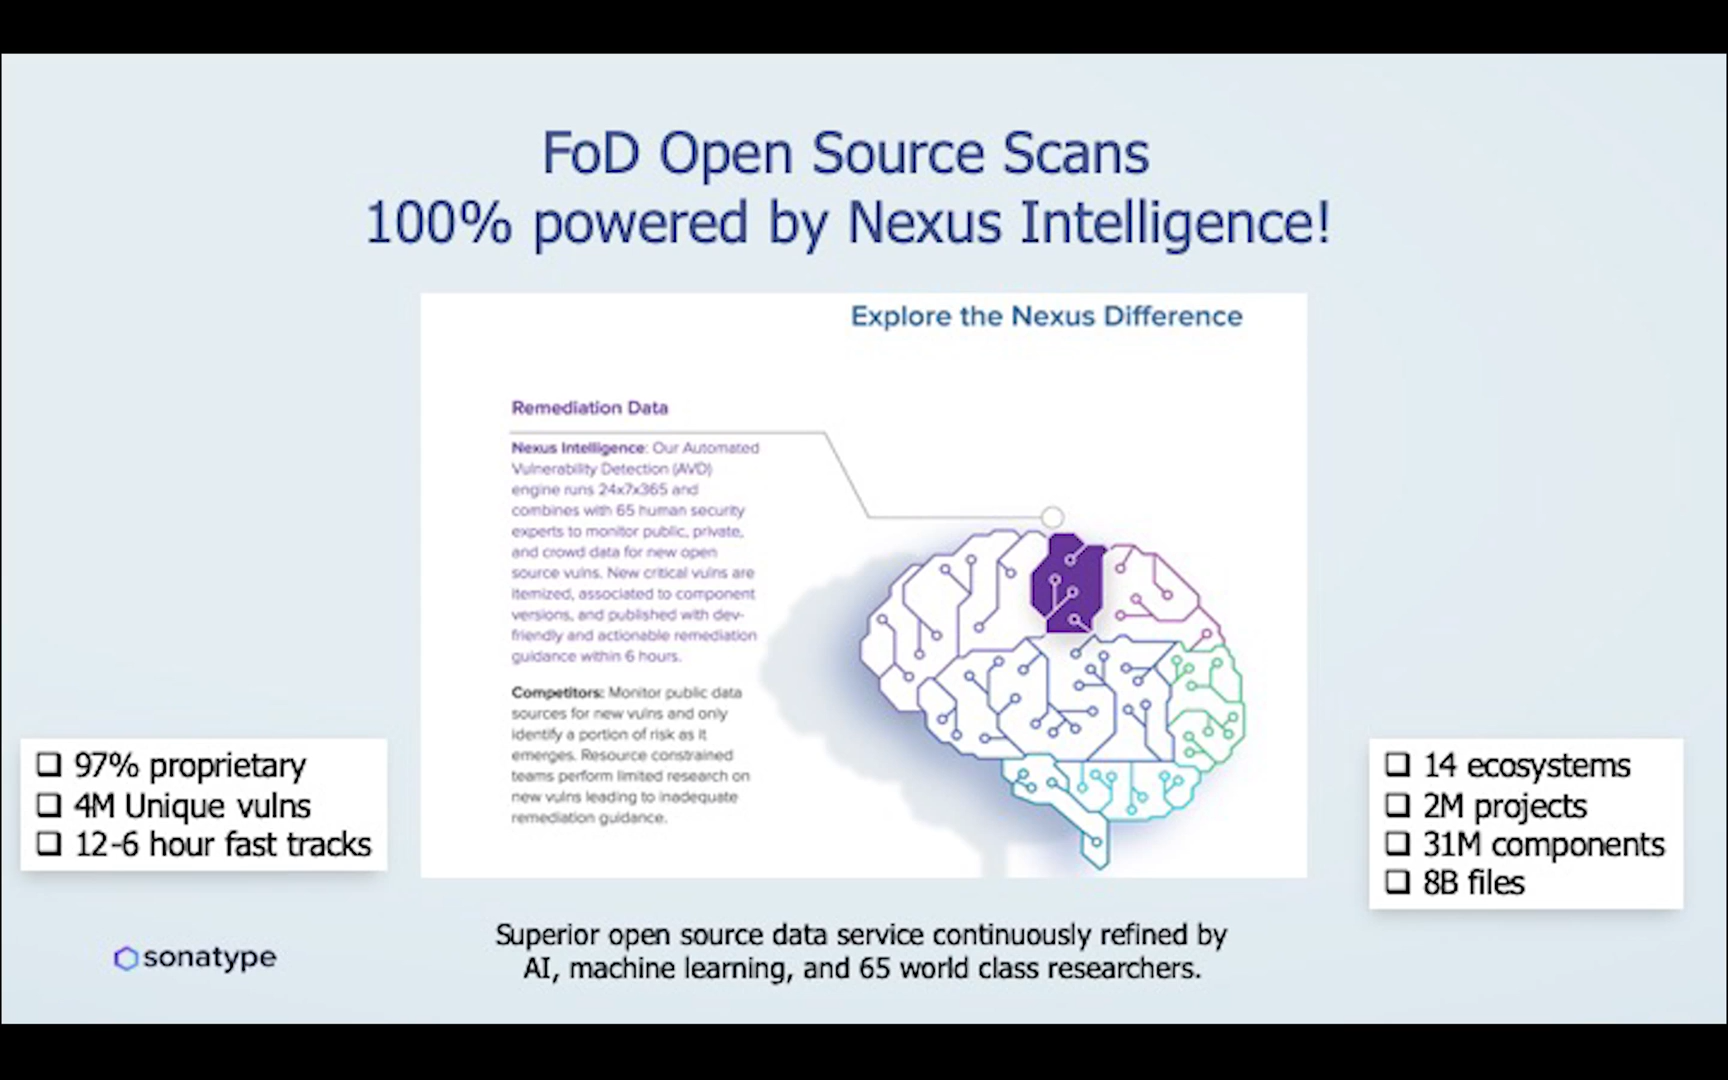 FoD Open Source Scans
100% powered by Nexus Intelligence!
Explore the Nexus Difference
Remediation Data
Nexus Intelligence: Our Automated
Vulnerability Detection (AVD)
engine runs 24x7x365 and
combines with 65 human security
experts to monitor public, private,
and crowd data for new open
source vulns. New critical vulns are
itemized, associated to component
versions, and published with dev-
friendly and actionable remediation
guidance within 6 hours.
Competitors: Monitor public data
sources for new vulns and only
identify a portion of risk as it
emerges. Resource constrained
teams perform limited research on
new vulns leading to inadequate
remediation guidance.
97% proprietary
4M Unique vulns
12-6 hour fast tracks
14 ecosystems
2M projects
31M components
8B files
Superior open source data service continuously refined by
AI, machine learning, and 65 world class researchers.
sonatype